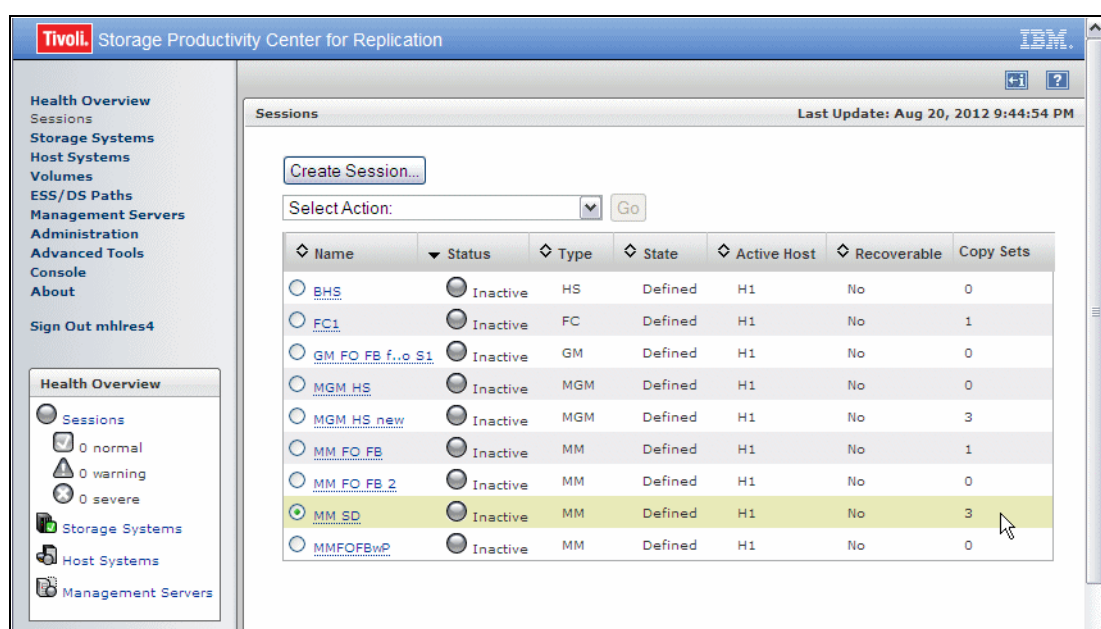 Tivoli. Storage Productivity Center for Replication IBM.
Health Overview
Sessions
Storage Systems
Host Systems
Volumes
ESS/DS Paths
Management Servers
Administration
Advanced Tools
Console
About
Sign Out mhlres4
Health Overview
Sessions
0 normal
0 warning
0 severe
Storage Systems
Host Systems
Management Servers
Sessions Last Update: Aug 20, 2012 9:44:54 PM
Create Session...
Select Action: Go
Name Status Type State Active Host Recoverable Copy Sets
BHS Inactive HS Defined H1 No 0
FC1 Inactive FC Defined H1 No 1
GM FO FB f..o S1 Inactive GM Defined H1 No 0
MGM HS Inactive MGM Defined H1 No 0
MGM HS new Inactive MGM Defined H1 No 3
MM FO FB Inactive MM Defined H1 No 1
MM FO FB 2 Inactive MM Defined H1 No 0
MM SD Inactive MM Defined H1 No 3
MMFOFBwP Inactive MM Defined H1 No 0